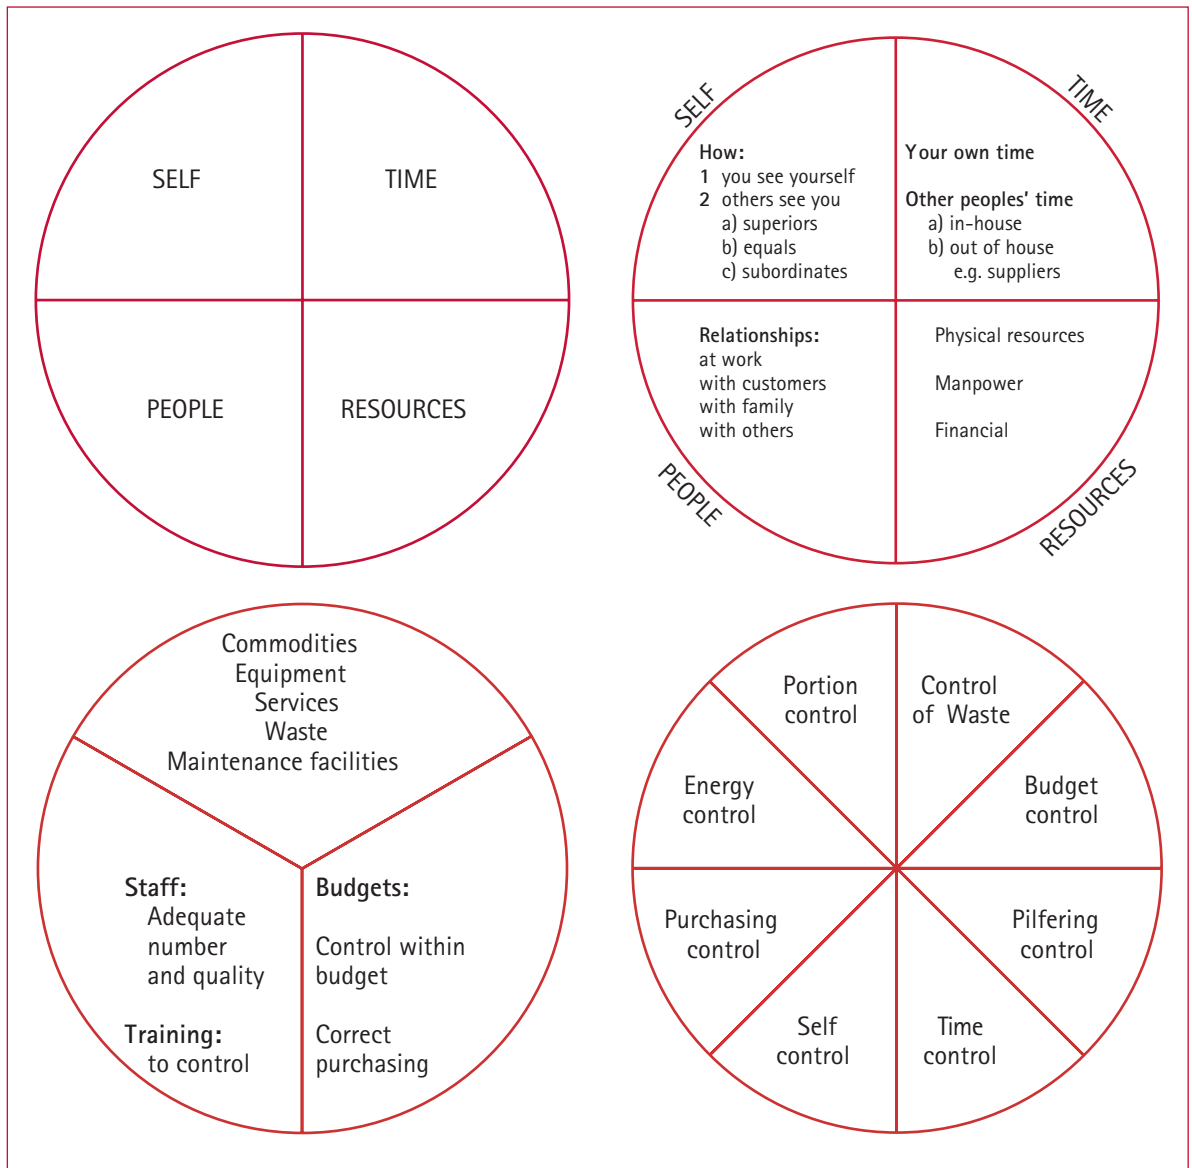 SELF
TIME
PEOPLE
RESOURCES
SELF
TIME
How:
1 you see yourself
2 others see you
a) superiors
b) equals
c) subordinates
Your own time
Other peoples' time
a) in-house
b) out of house
e.g. suppliers
Relationships:
at work
with customers
with family
with others
Physical resources
Manpower
Financial
PEOPLE
RESOURCES
Commodities
Equipment
Services
Waste
Maintenance facilities
Staff:
Adequate
number
and quality
Training:
to control
Budgets:
Control within
budget
Correct
purchasing
Portion
control
Control
of Waste
Energy
control
Budget
control
Purchasing
control
Pilfering
control
Self
control
Time
control